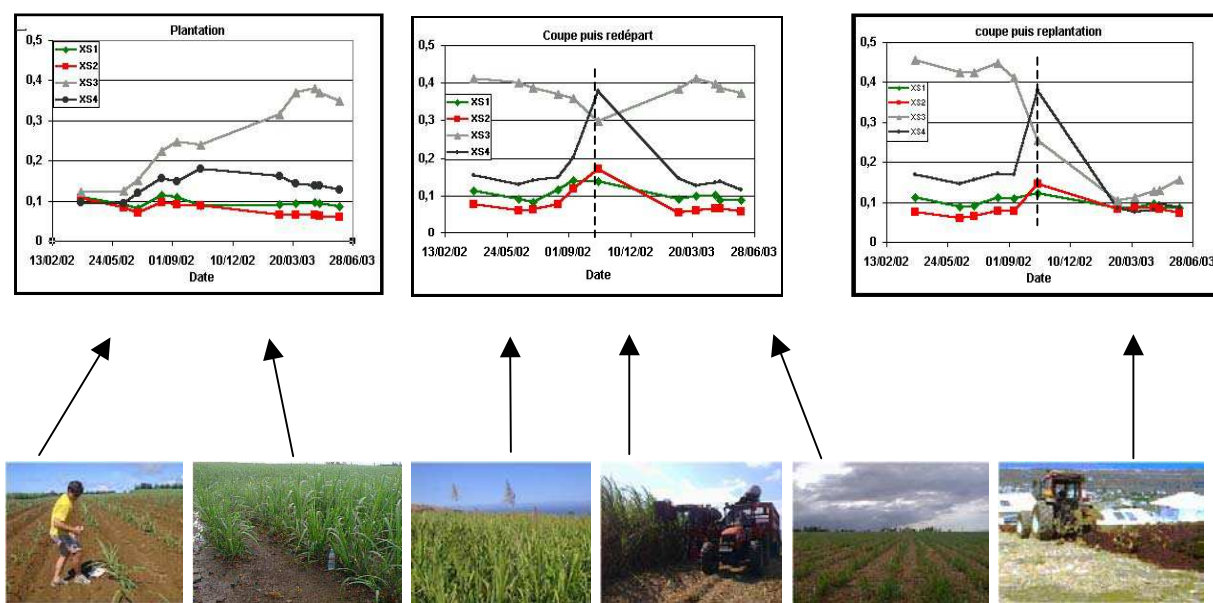 Plantation
0,5
0,4
0,3
0,2
0,1
0
XS1
XS2
XS3
XS4
13/02/02 24/05/02 01/09/02 10/12/02 20/03/03 28/06/03
Date
Coupe puis redépart
0,5
0,4
0,3
0,2
0,1
0
XS1
XS2
XS3
XS4
13/02/02 24/05/02 01/09/02 10/12/02 20/03/03 28/06/03
Date
coupe puis replantation
0,5
0,4
0,3
0,2
0,1
0
XS1
XS2
XS3
XS4
13/02/02 24/05/02 01/09/02 10/12/02 20/03/03 28/06/03
Date